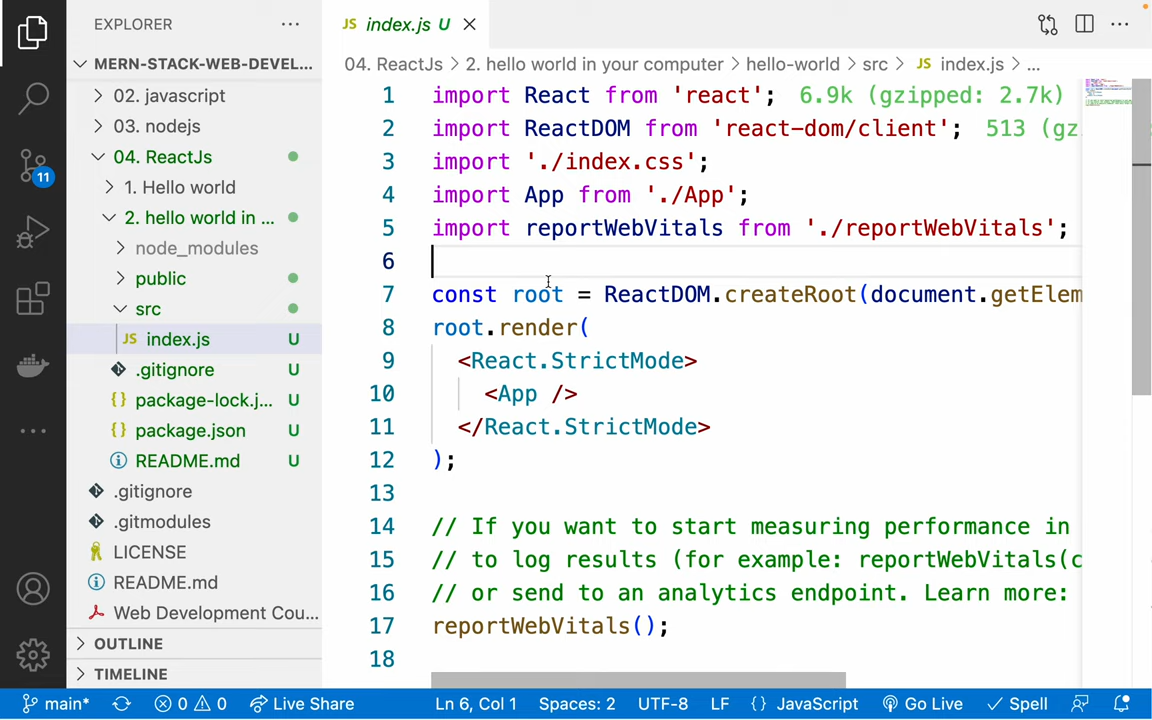 EXPLORER
MERN-STACK-WEB-DEVEL...
02. javascript
03. nodejs
04. ReactJs
1. Hello world
2. hello world in ...
node_modules
public
src
JS index.js U
.gitignore U
{} package-lock.j... U
{} package.json U
README.md U
.gitignore
.gitmodules
LICENSE
README.md
Web Development Cou...
OUTLINE
TIMELINE
11
JS index.js U
04. ReactJs > 2. hello world in your computer > hello-world > src > JS index.js > ...
1 import React from 'react'; 6.9k (gzipped: 2.7k)
2 import ReactDOM from 'react-dom/client'; 513 (gz
3 import './index.css';
4 import App from './App';
5 import reportWebVitals from './reportWebVitals';
6
7 const root = ReactDOM.createRoot(document.getElem
8 root.render(
9 <React.StrictMode>
10 <App />
11 </React.StrictMode>
12 );
13
14 // If you want to start measuring performance in
15 // to log results (for example: reportWebVitals(c
16 // or send to an analytics endpoint. Learn more:
17 reportWebVitals();
18
main* 0 0 Live Share Ln 6, Col 1 Spaces: 2 UTF-8 LF {} JavaScript Go Live Spell